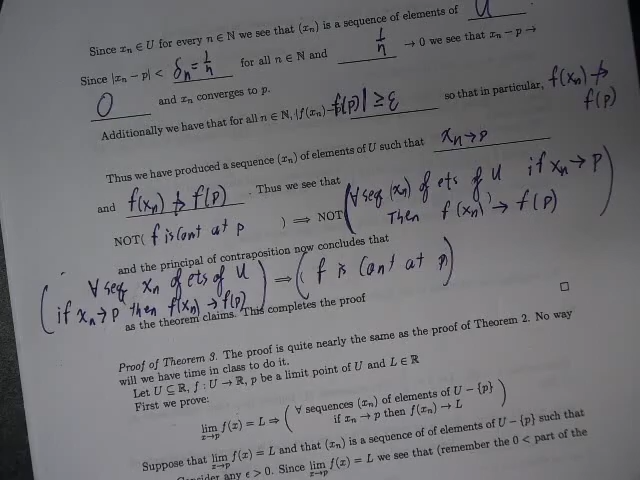 Since xₙ ∈ U for every n ∈ N we see that (xₙ) is a sequence of elements of U
Since |xₙ − p| < δₙ = 1/n for all n ∈ N and 1/n → 0 we see that xₙ − p →
0 and xₙ converges to p.
Additionally we have that for all n ∈ N, |f(xₙ) − f(p)| ≥ ε so that in particular, f(xₙ) ↛ f(p)
Thus we have produced a sequence (xₙ) of elements of U such that xₙ → p
and f(xₙ) ↛ f(p). Thus we see that
NOT( f is cont at p ) ⟹ NOT( ∀ seq (xₙ) of ets of U if xₙ → p
then f(xₙ) → f(p) )
and the principal of contraposition now concludes that
( ∀ seq xₙ of ets of U
if xₙ → p then f(xₙ) → f(p) ) ⟹ ( f is cont at p )
as the theorem claims. This completes the proof □
Proof of Theorem 3. The proof is quite nearly the same as the proof of Theorem 2. No way
will we have time in class to do it.
Let U ⊆ R, f : U → R, p be a limit point of U and L ∈ R
First we prove:
lim x→p f(x) = L ⇒ ( ∀ sequences (xₙ) of elements of U − {p}
if xₙ → p then f(xₙ) → L )
Suppose that lim x→p f(x) = L and that (xₙ) is a sequence of of elements of U − {p} such that
Consider any ϵ > 0. Since lim x→p f(x) = L we see that (remember the 0 < part of the